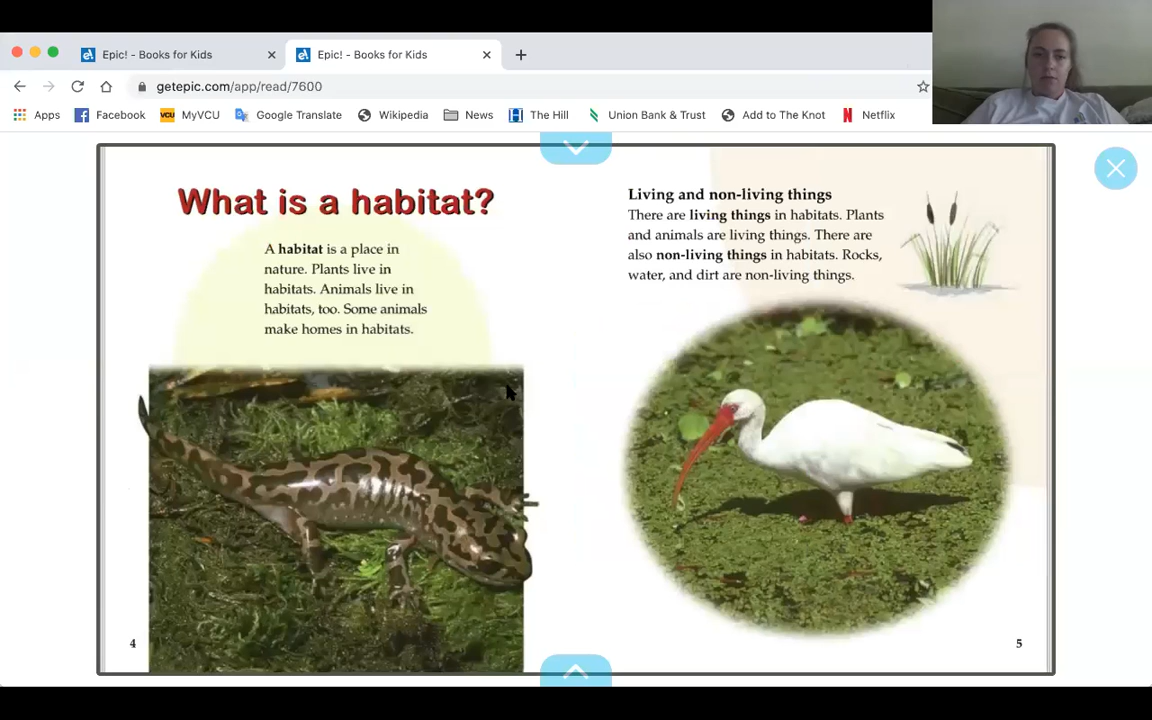 Epic! - Books for Kids
Epic! - Books for Kids
getepic.com/app/read/7600
Apps Facebook VCU MyVCU Google Translate Wikipedia News H The Hill Union Bank & Trust Add to The Knot N Netflix
What is a habitat?
A habitat is a place in
nature. Plants live in
habitats. Animals live in
habitats, too. Some animals
make homes in habitats.
4
Living and non-living things
There are living things in habitats. Plants
and animals are living things. There are
also non-living things in habitats. Rocks,
water, and dirt are non-living things.
5